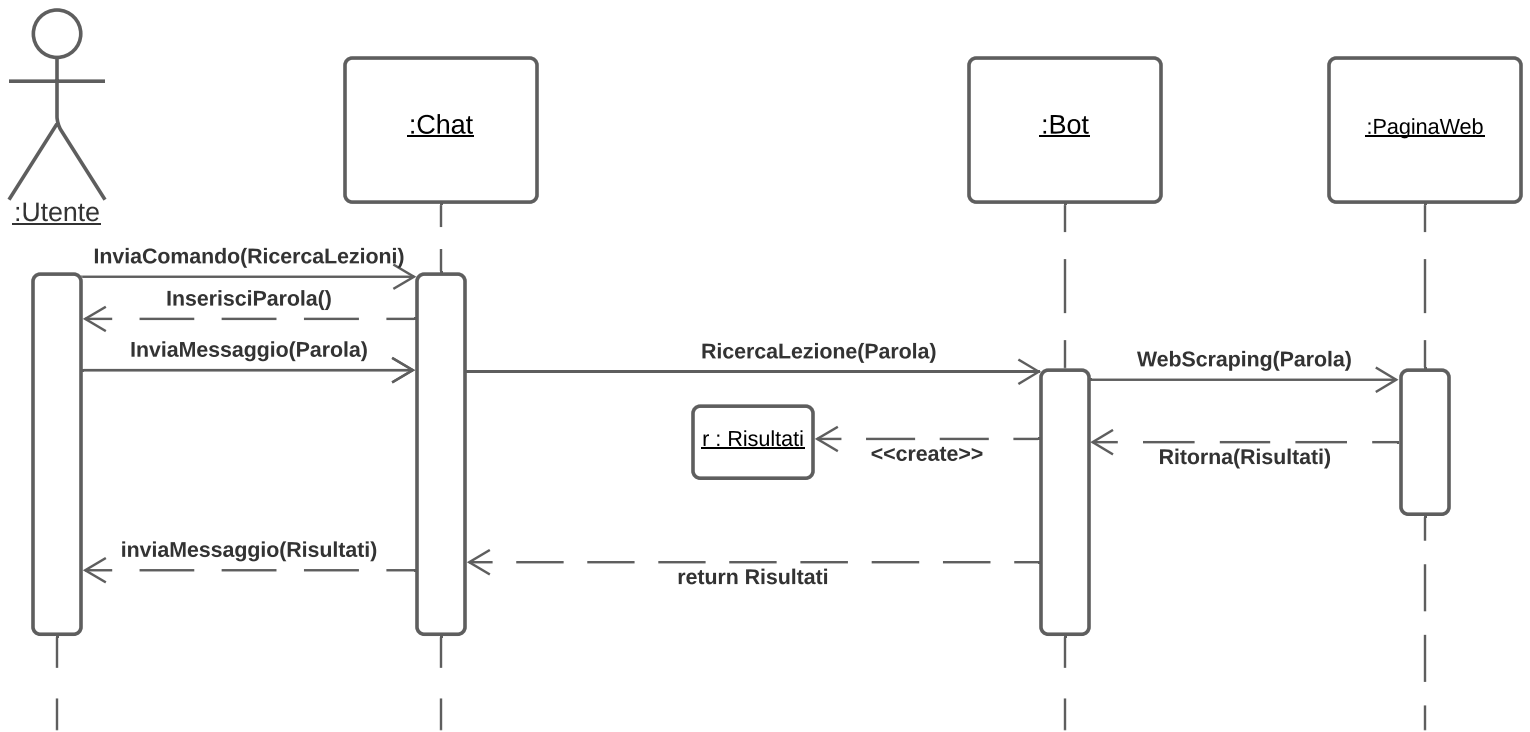 :Chat
:Bot
:PaginaWeb
:Utente
InviaComando(RicercaLezioni)
InserisciParola()
InviaMessaggio(Parola)
RicercaLezione(Parola)
WebScraping(Parola)
r : Risultati
<<create>>
Ritorna(Risultati)
inviaMessaggio(Risultati)
return Risultati